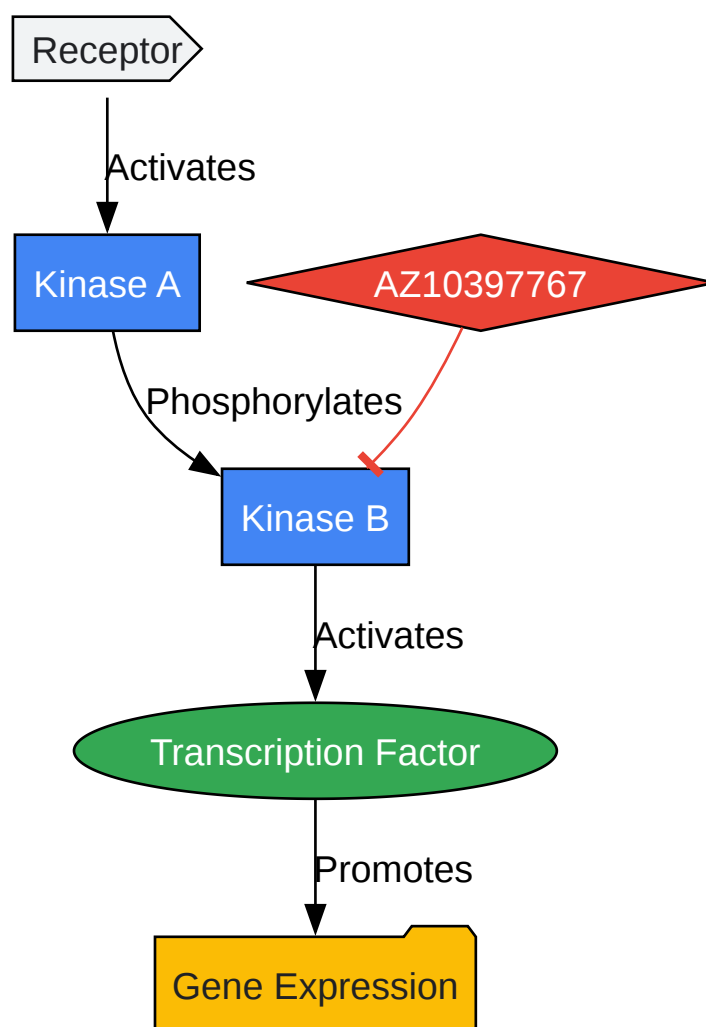 Receptor
Activates
Kinase A
AZ10397767
Phosphorylates
Kinase B
Activates
Transcription Factor
Promotes
Gene Expression